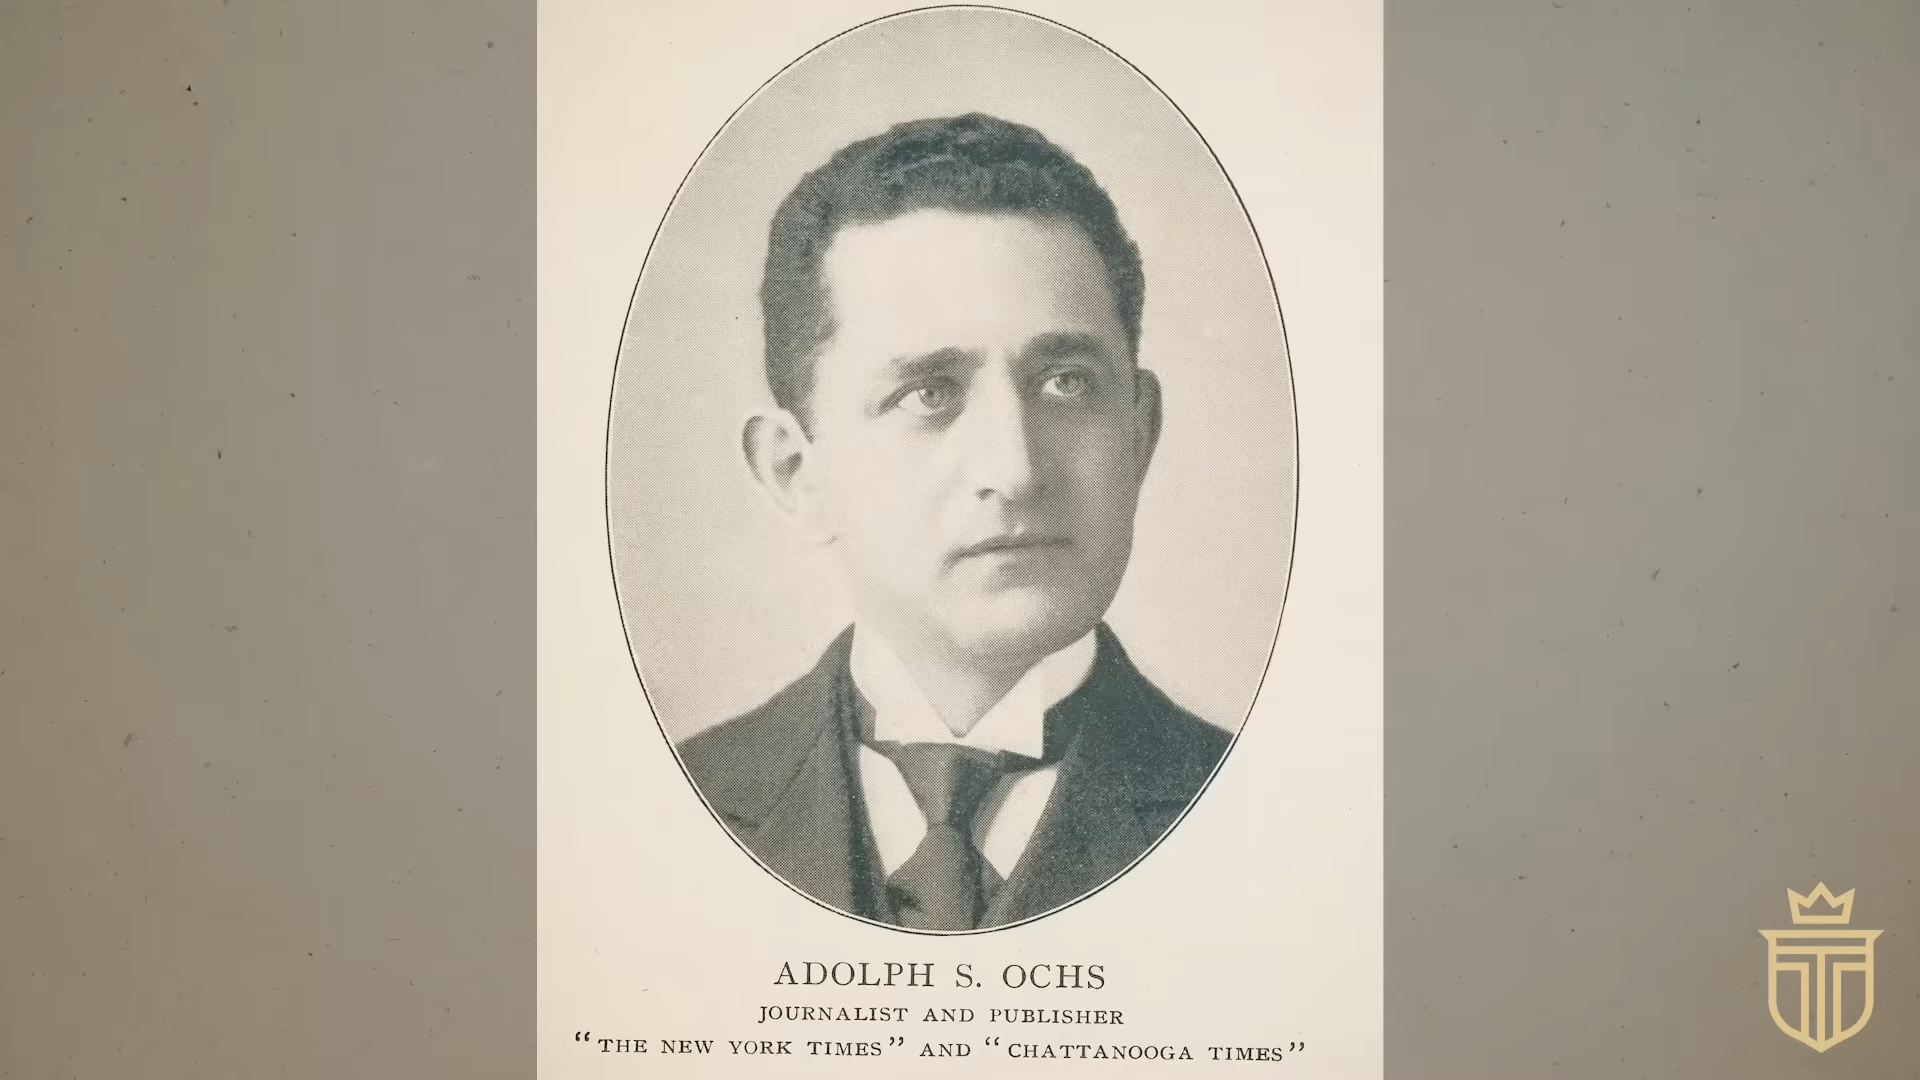 ADOLPH S. OCHS
JOURNALIST AND PUBLISHER
“THE NEW YORK TIMES” AND “CHATTANOOGA TIMES”